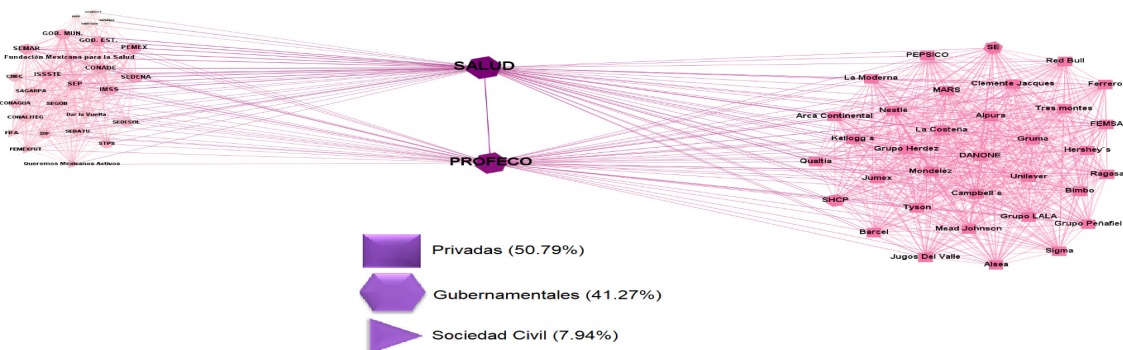 GOB. MUN.
GOB. EST.
SEMAR
PEMEX
Fundación Mexicana para la Salud
CONADE
ISSSTE
SEDENA
SEP
IMSS
SAGARPA
CONAGUA
SEGOB
Dar la Vuelta
CONALITEG
SEDESOL
SEDATU
DIF
STPS
FEMEXFUT
Queremos Mexicanos Activos
SALUD
PROFECO
SE
PEPSICO
Red Bull
La Moderna
Clemente Jacques
Ferrero
MARS
Nestlé
Tres montes
Arca Continental
Alpura
FEMSA
La Costeña
Kellogg´s
Gruma
Grupo Herdez
Hershey´s
DANONE
Qualtia
Mondelez
Ragasa
Jumex
Unilever
Bimbo
Campbell´s
SHCP
Tyson
Grupo LALA
Grupo Peñafiel
Mead Johnson
Barcel
Sigma
Jugos Del Valle
Alsea
Privadas (50.79%)
Gubernamentales (41.27%)
Sociedad Civil (7.94%)